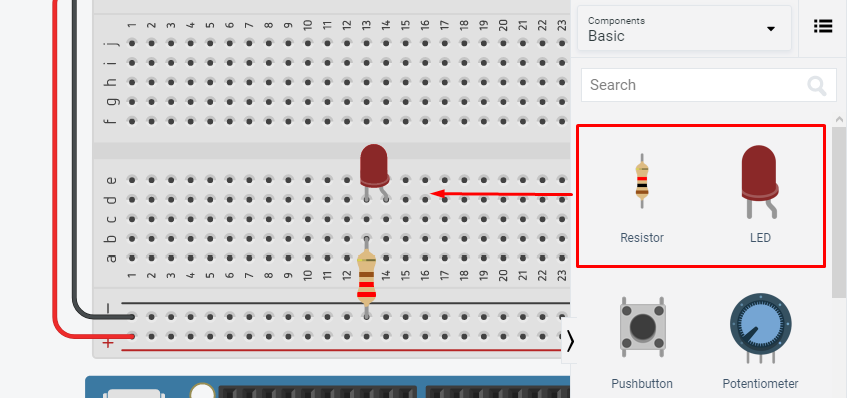 1 2 3 4 5 6 7 8 9 10 11 12 13 14 15 16 17 18 19 20 21 22 23
j
i
h
g
f
e
d
c
b
a
1 2 3 4 5 6 7 8 9 10 11 12 13 14 15 16 17 18 19 20 21 22 23
−
+
Components
Basic
Search
Resistor
LED
Pushbutton
Potentiometer